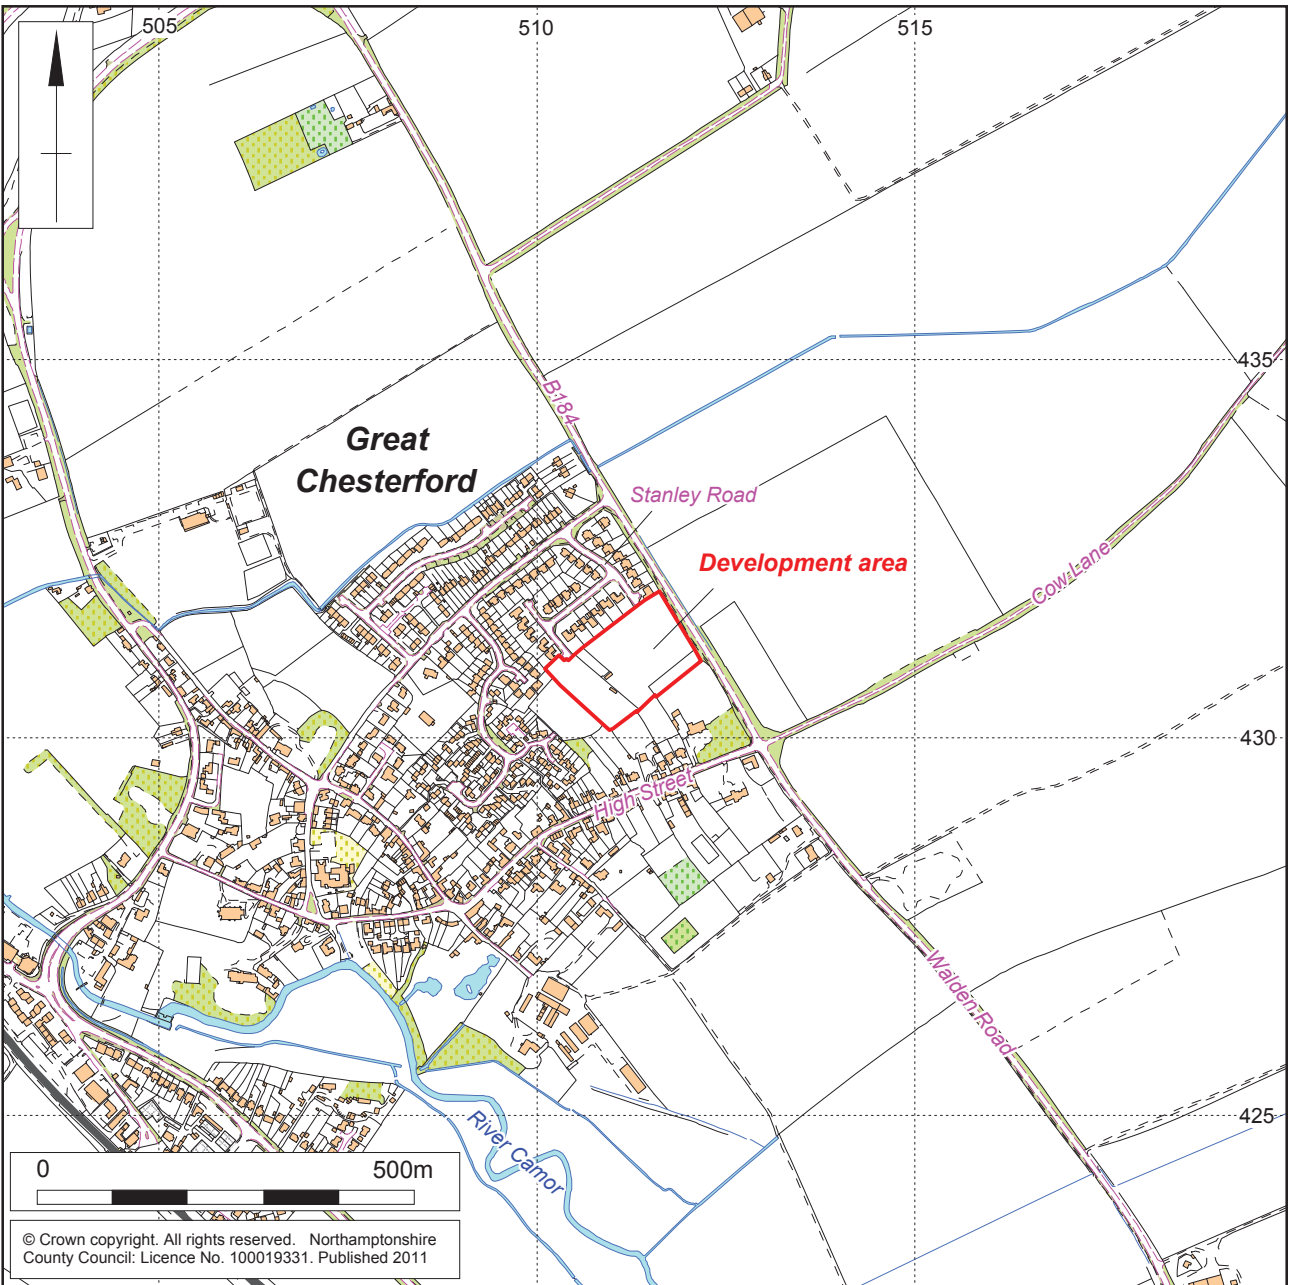 505
510
515
435
B184
Great
Chesterford
Stanley Road
Development area
Cow Lane
430
High Street
Walden Road
425
River Camor
0
500m
© Crown copyright. All rights reserved. Northamptonshire
County Council: Licence No. 100019331. Published 2011